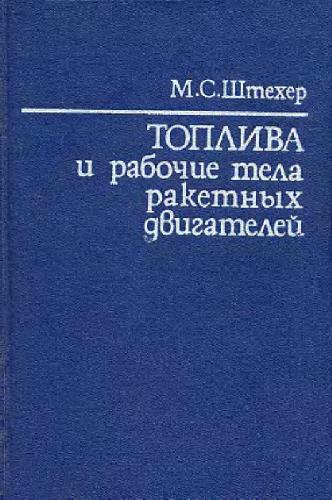 М.С.Штехер
ТОПЛИВА
и рабочие тела
ракетных
двигателей